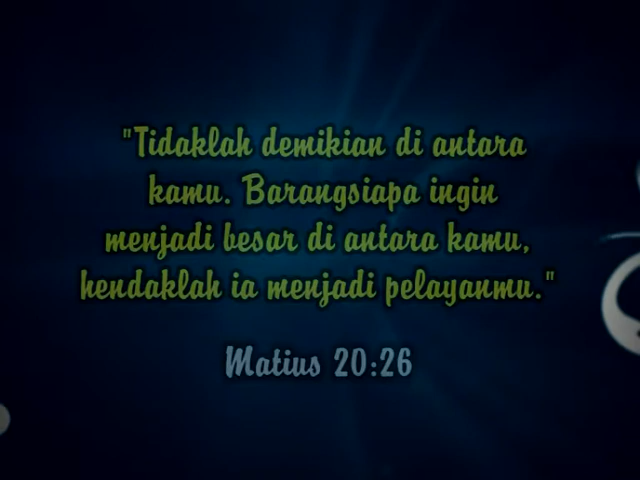 "Tidaklah demikian di antara
kamu. Barangsiapa ingin
menjadi besar di antara kamu,
hendaklah ia menjadi pelayanmu."
Matius 20:26